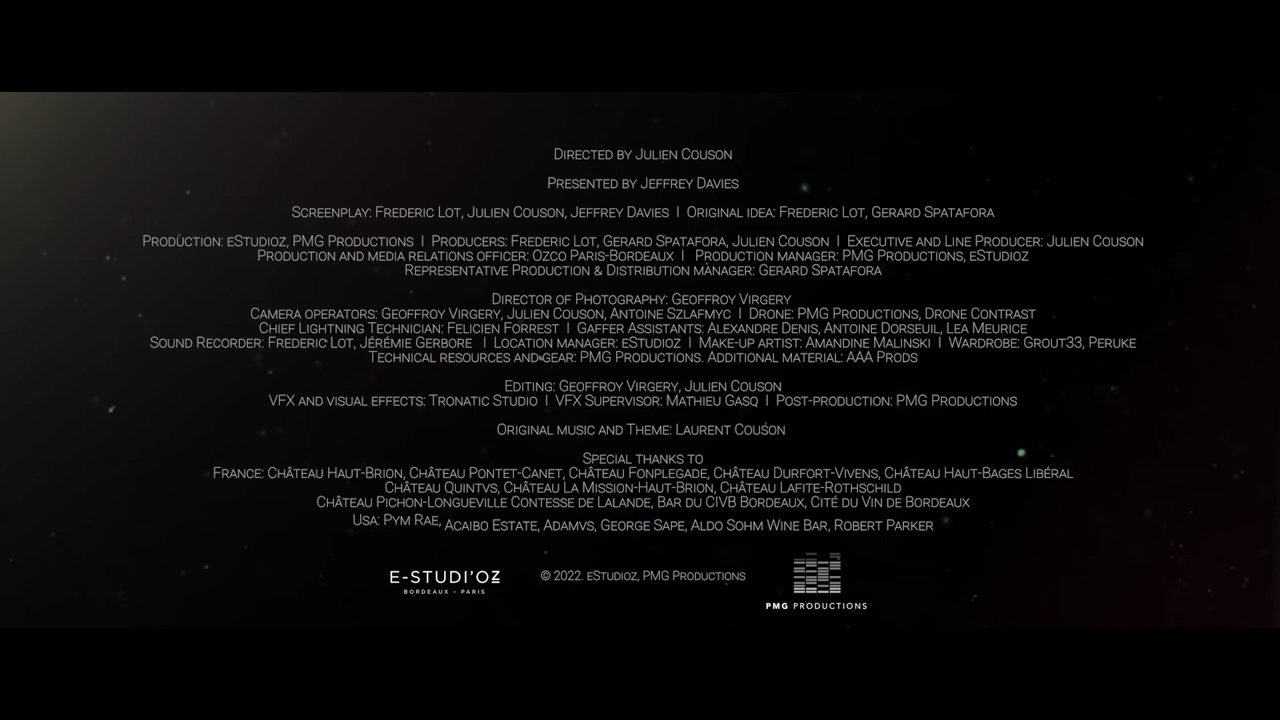 Directed by Julien Couson
Presented by Jeffrey Davies
Screenplay: Frederic Lot, Julien Couson, Jeffrey Davies | Original idea: Frederic Lot, Gerard Spatafora
Production: eStudioz, PMG Productions | Producers: Frederic Lot, Gerard Spatafora, Julien Couson | Executive and Line Producer: Julien Couson
Production and media relations officer: Ozco Paris-Bordeaux | Production manager: PMG Productions, eStudioz
Representative Production & Distribution manager: Gerard Spatafora
Director of Photography: Geoffroy Virgery
Camera operators: Geoffroy Virgery, Julien Couson, Antoine Szlafmyc | Drone: PMG Productions, Drone Contrast
Chief Lightning Technician: Felicien Forrest | Gaffer Assistants: Alexandre Denis, Antoine Dorseuil, Lea Meurice
Sound Recorder: Frederic Lot, Jérémie Gerbore | Location manager: eStudioz | Make-up artist: Amandine Malinski | Wardrobe: Grout33, Peruke
Technical resources and gear: PMG Productions. Additional material: AAA Prods
Editing: Geoffroy Virgery, Julien Couson
VFX and visual effects: Tronatic Studio | VFX Supervisor: Mathieu Gasq | Post-production: PMG Productions
Original music and Theme: Laurent Couson
Special thanks to
France: Château Haut-Brion, Château Pontet-Canet, Château Fonplegade, Château Durfort-Vivens, Château Haut-Bages Libéral
Château Quintvs, Château La Mission-Haut-Brion, Château Lafite-Rothschild
Château Pichon-Longueville Contesse de Lalande, Bar du CIVB Bordeaux, Cité du Vin de Bordeaux
Usa: Pym Rae, Acaibo Estate, Adamvs, George Sape, Aldo Sohm Wine Bar, Robert Parker
E-STUDI'OZ
BORDEAUX - PARIS
© 2022. eStudioz, PMG Productions
PMG PRODUCTIONS